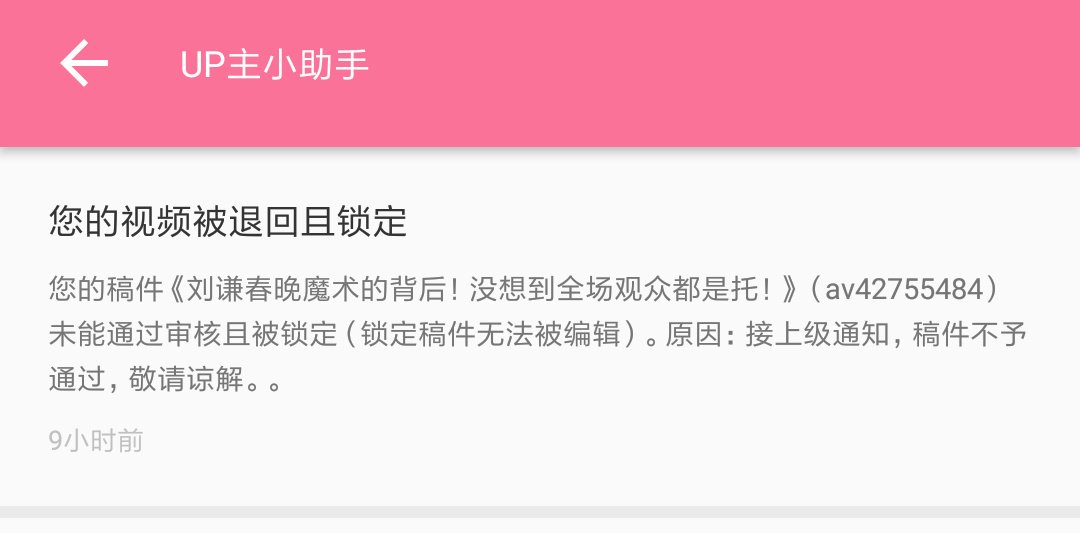 UP主小助手
您的视频被退回且锁定
您的稿件《刘谦春晚魔术的背后！没想到全场观众都是托！》（av42755484）
未能通过审核且被锁定（锁定稿件无法被编辑）。原因：接上级通知，稿件不予
通过，敬请谅解。。
9小时前